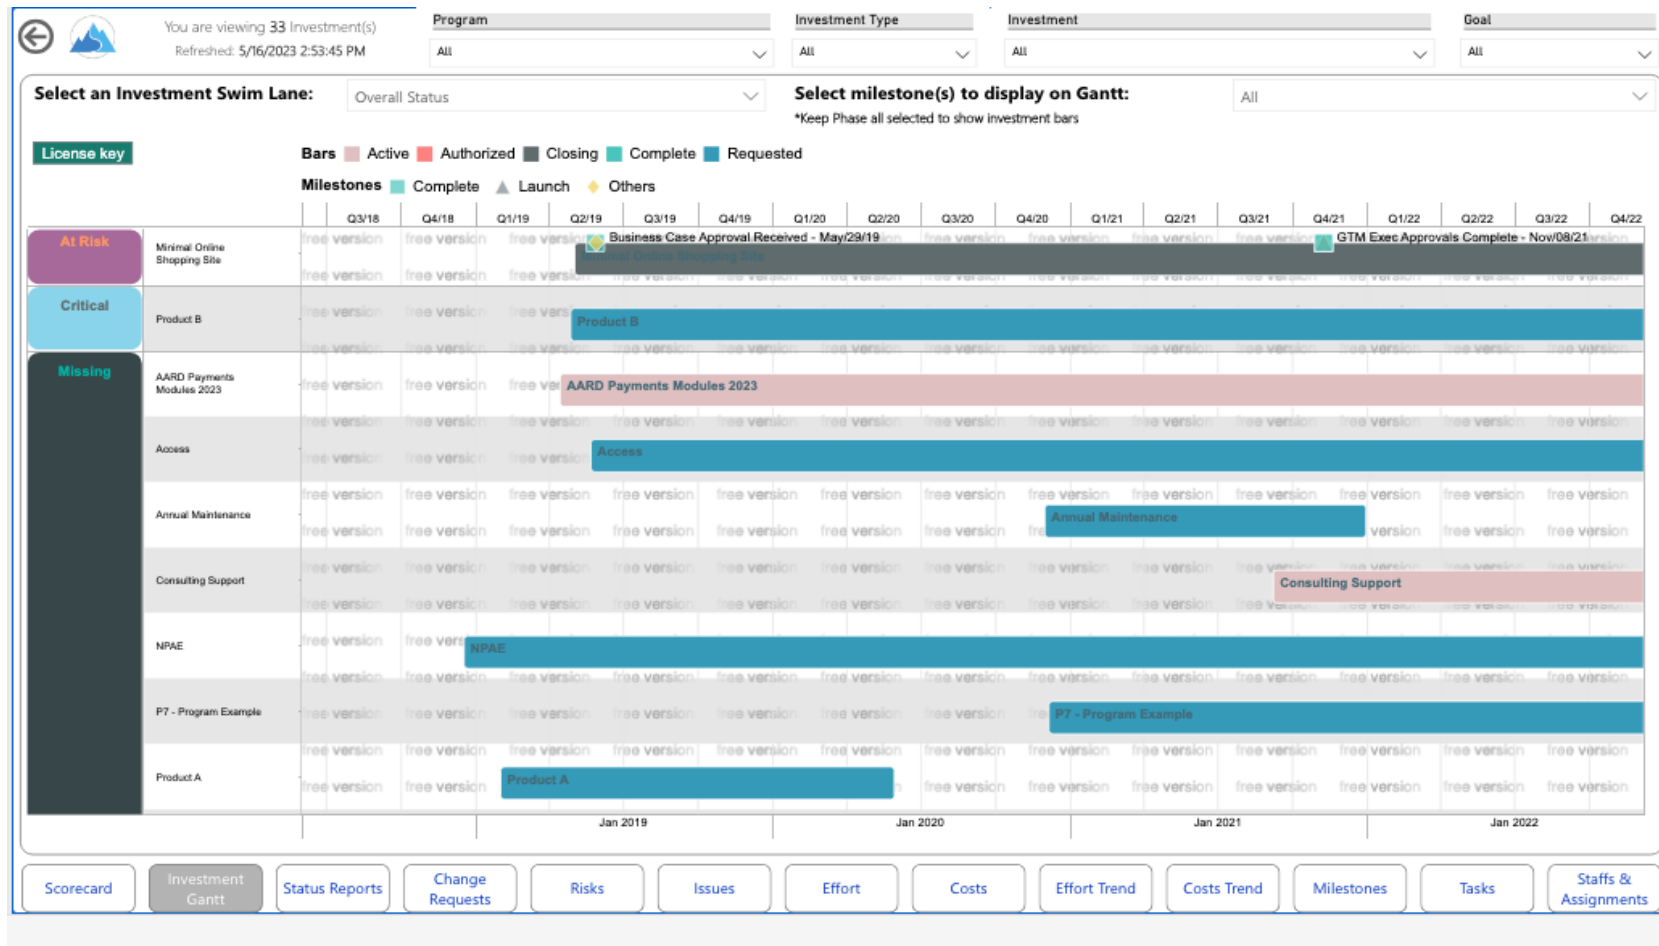 You are viewing 33 Investment(s)
Refreshed: 5/16/2023 2:53:45 PM
Program
All
Investment Type
All
Investment
All
Goal
All
Select an Investment Swim Lane:
Overall Status
Select milestone(s) to display on Gantt:
All
*Keep Phase all selected to show investment bars
License key
Bars Active Authorized Closing Complete Requested
Milestones Complete Launch Others
Q3/18 Q4/18 Q1/19 Q2/19 Q3/19 Q4/19 Q1/20 Q2/20 Q3/20 Q4/20 Q1/21 Q2/21 Q3/21 Q4/21 Q1/22 Q2/22 Q3/22 Q4/22
At Risk
Minimal Online
Shopping Site
Business Case Approval Received - May/29/19
GTM Exec Approvals Complete - Nov/08/21
Minimal Online Shopping Site
Critical
Product B
Product B
Missing
AARD Payments
Modules 2023
AARD Payments Modules 2023
Access
Access
Annual Maintenance
Annual Maintenance
Consulting Support
Consulting Support
NPAE
NPAE
P7 - Program Example
P7 - Program Example
Product A
Product A
free version
Jan 2019 Jan 2020 Jan 2021 Jan 2022
Scorecard
Investment
Gantt
Status Reports
Change
Requests
Risks
Issues
Effort
Costs
Effort Trend
Costs Trend
Milestones
Tasks
Staffs &
Assignments